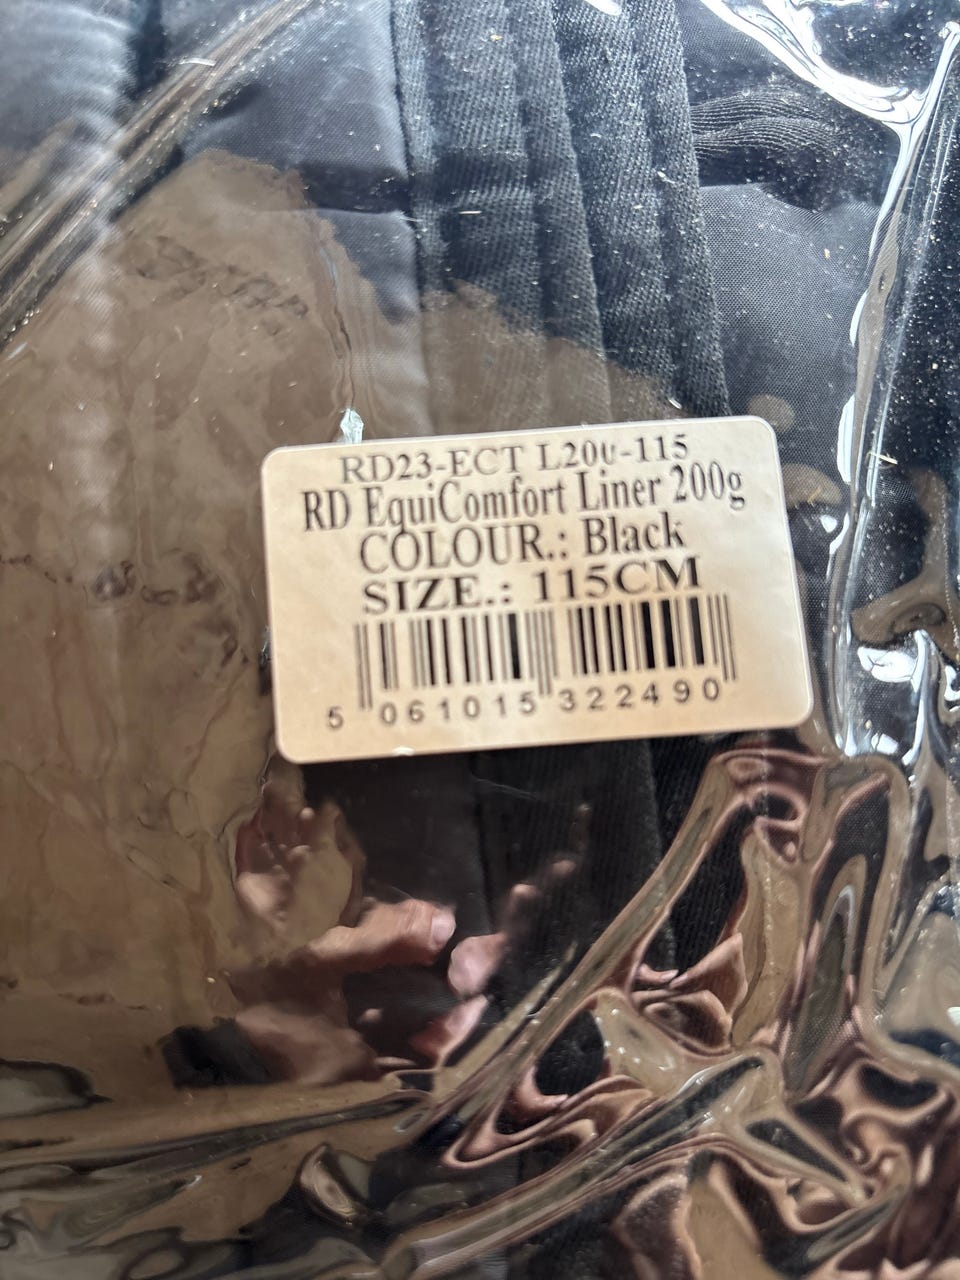 RD23-ECT L200-115
RD EquiComfort Liner 200g
COLOUR.: Black
SIZE.: 115CM
5 061015 322490